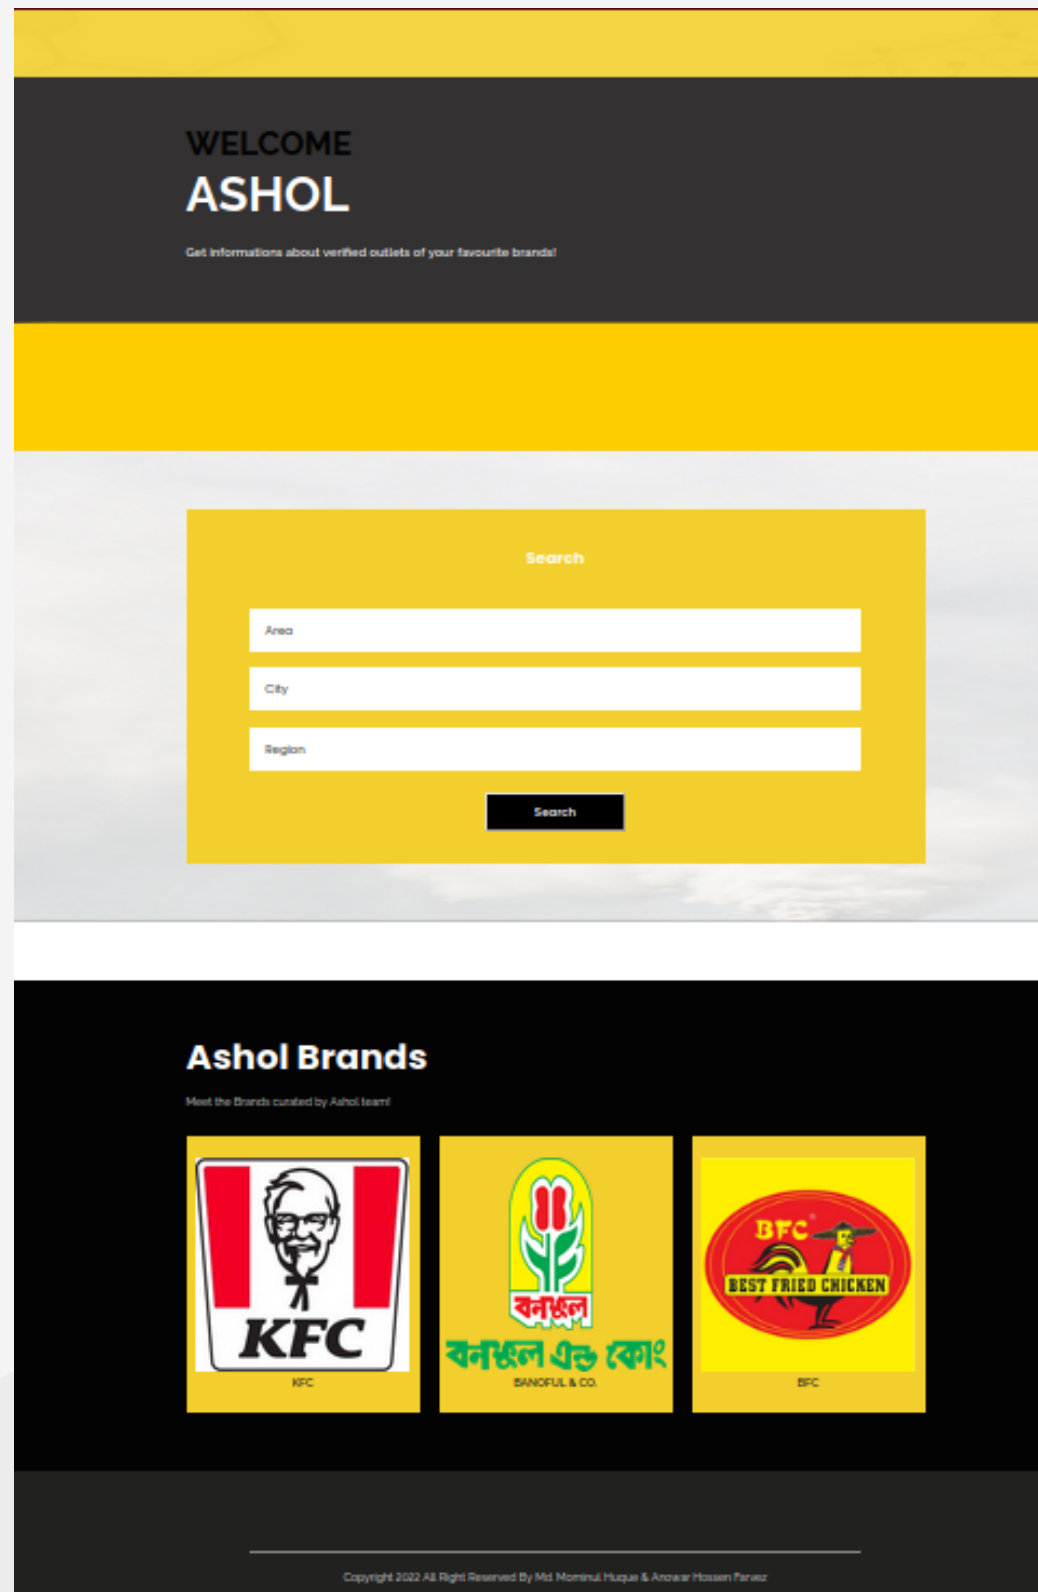 WELCOME
ASHOL
Get informations about verified outlets of your favourite brands!
Search
Area
City
Region
Search
Ashol Brands
Meet the Brands curated by Ashol team!
KFC
KFC
বনফুল
বনফুল এন্ড কোং
BANOFUL & CO.
BFC
BEST FRIED CHICKEN
BFC
Copyright 2022 All Right Reserved By Md. Mominul Huque & Anowar Hossen Parvez